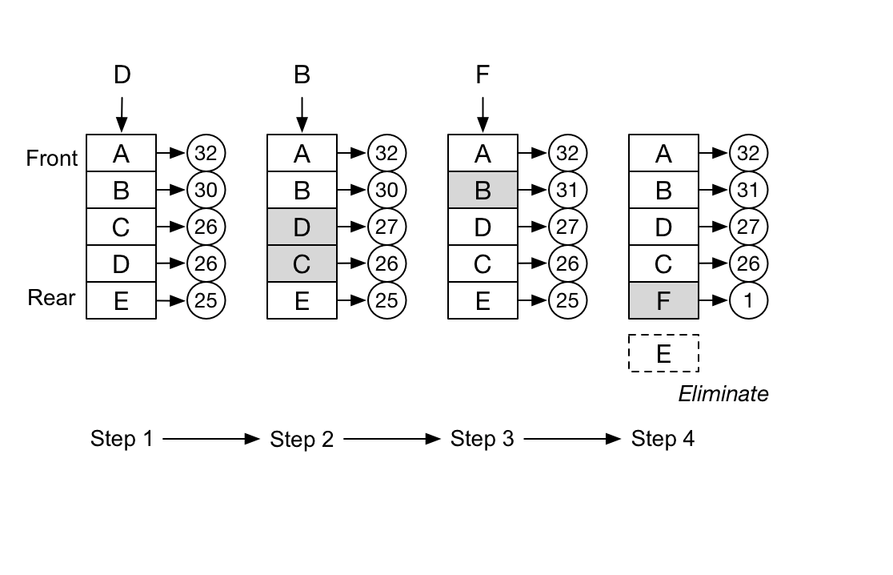 D B F
Front A 32 A 32 A 32 A 32
B 30 B 30 B 31 B 31
C 26 D 27 D 27 D 27
D 26 C 26 C 26 C 26
Rear E 25 E 25 E 25 F 1
E
Eliminate
Step 1 Step 2 Step 3 Step 4